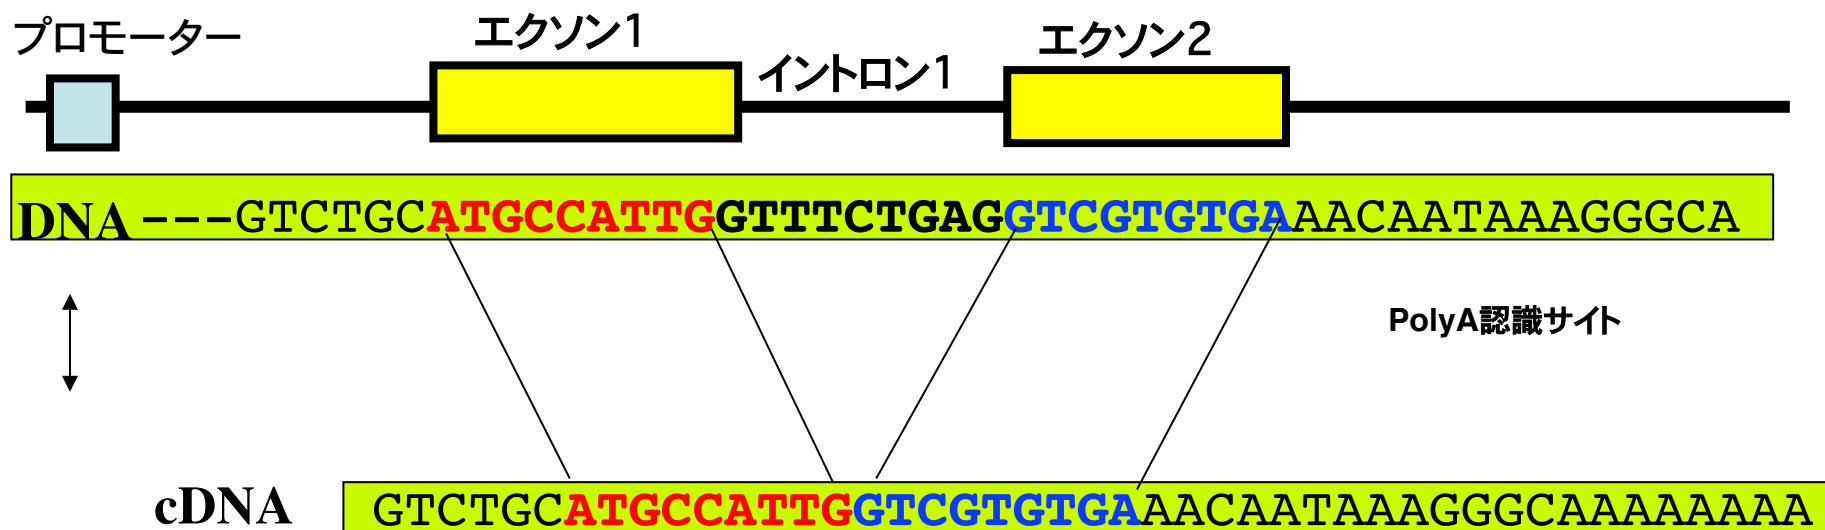 プロモーター
エクソン1
イントロン1
エクソン2
DNA ---GTCTGCATGCCATTGGTTTCTGAGGTCGTGTGAAACAATAAAGGGCA
PolyA認識サイト
cDNA GTCTGCATGCCATTGGTCGTGTGAAACAATAAAGGGCAAAAAAAA